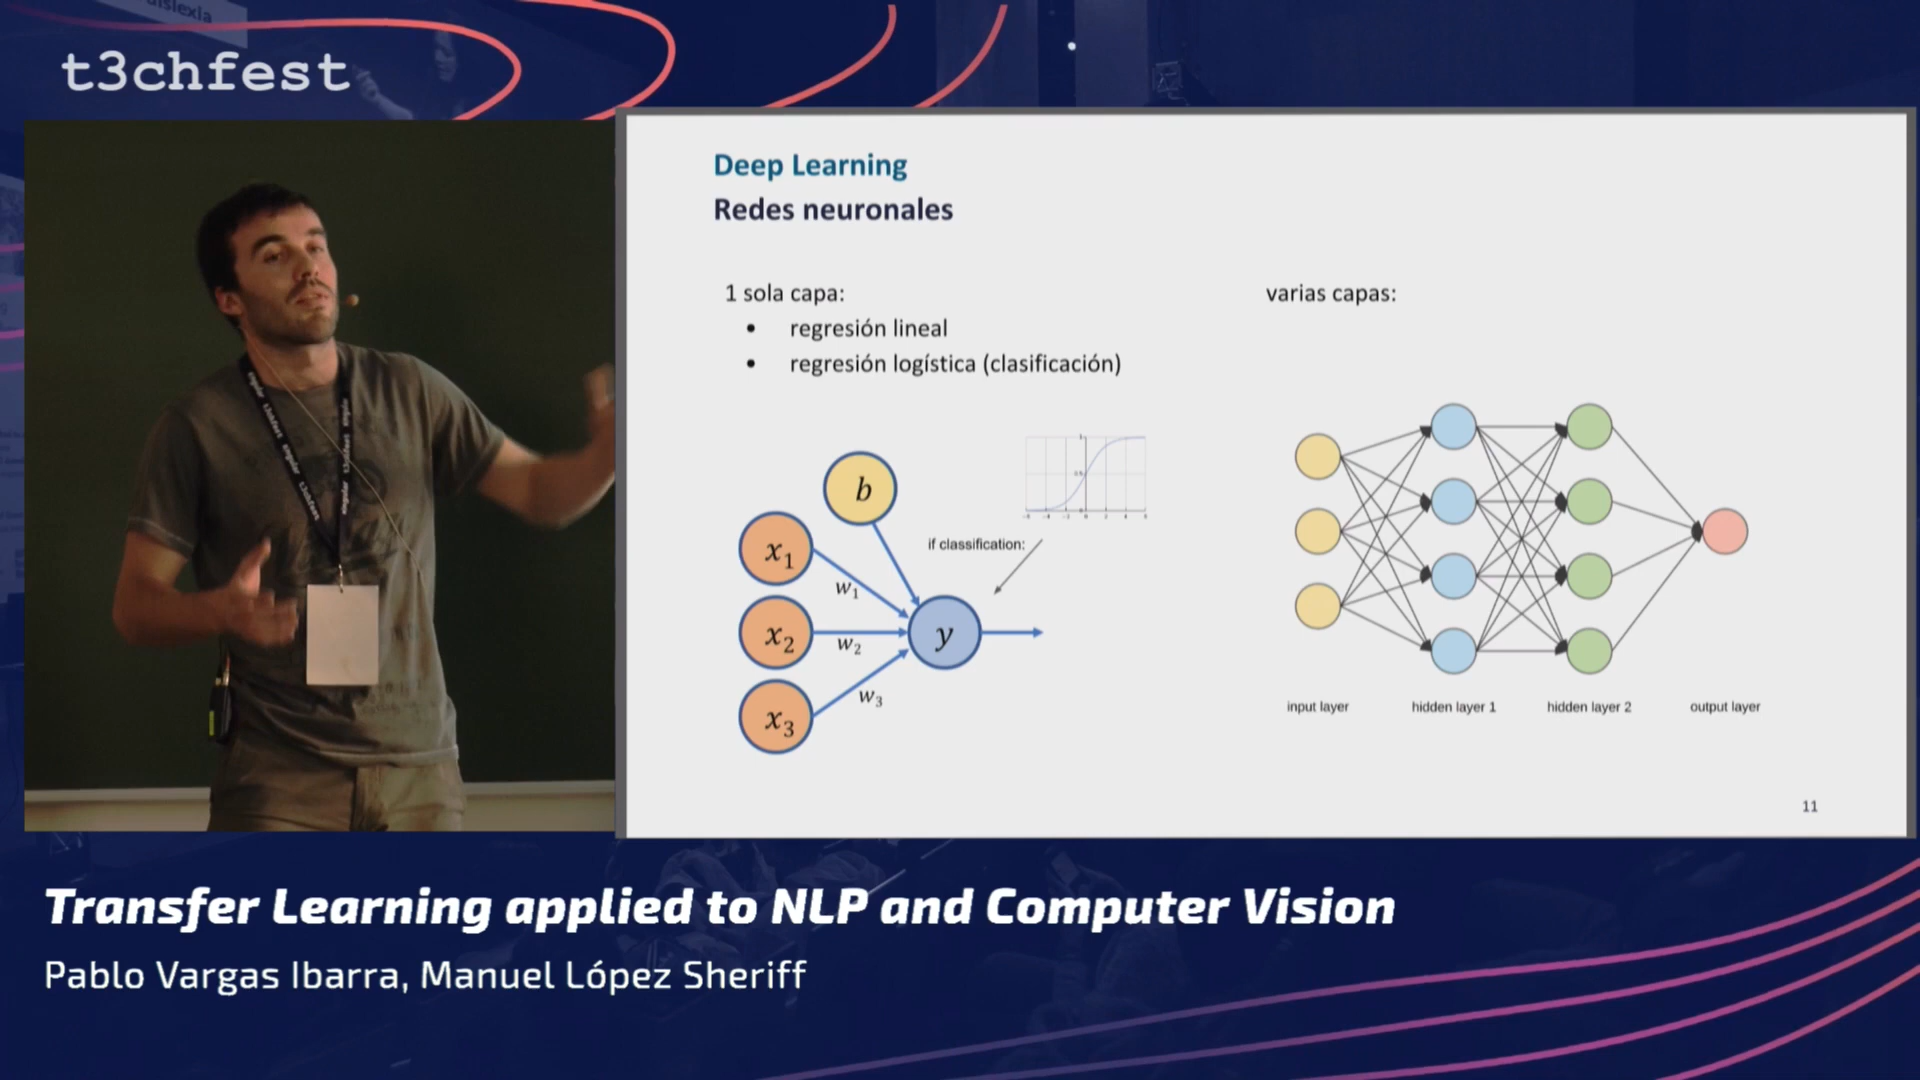 t3chfest
Deep Learning
Redes neuronales
1 sola capa:
• regresión lineal
• regresión logística (clasificación)
varias capas:
b
x1
x2
x3
w1
w2
w3
y
if classification:
input layer
hidden layer 1
hidden layer 2
output layer
11
Transfer Learning applied to NLP and Computer Vision
Pablo Vargas Ibarra, Manuel López Sheriff